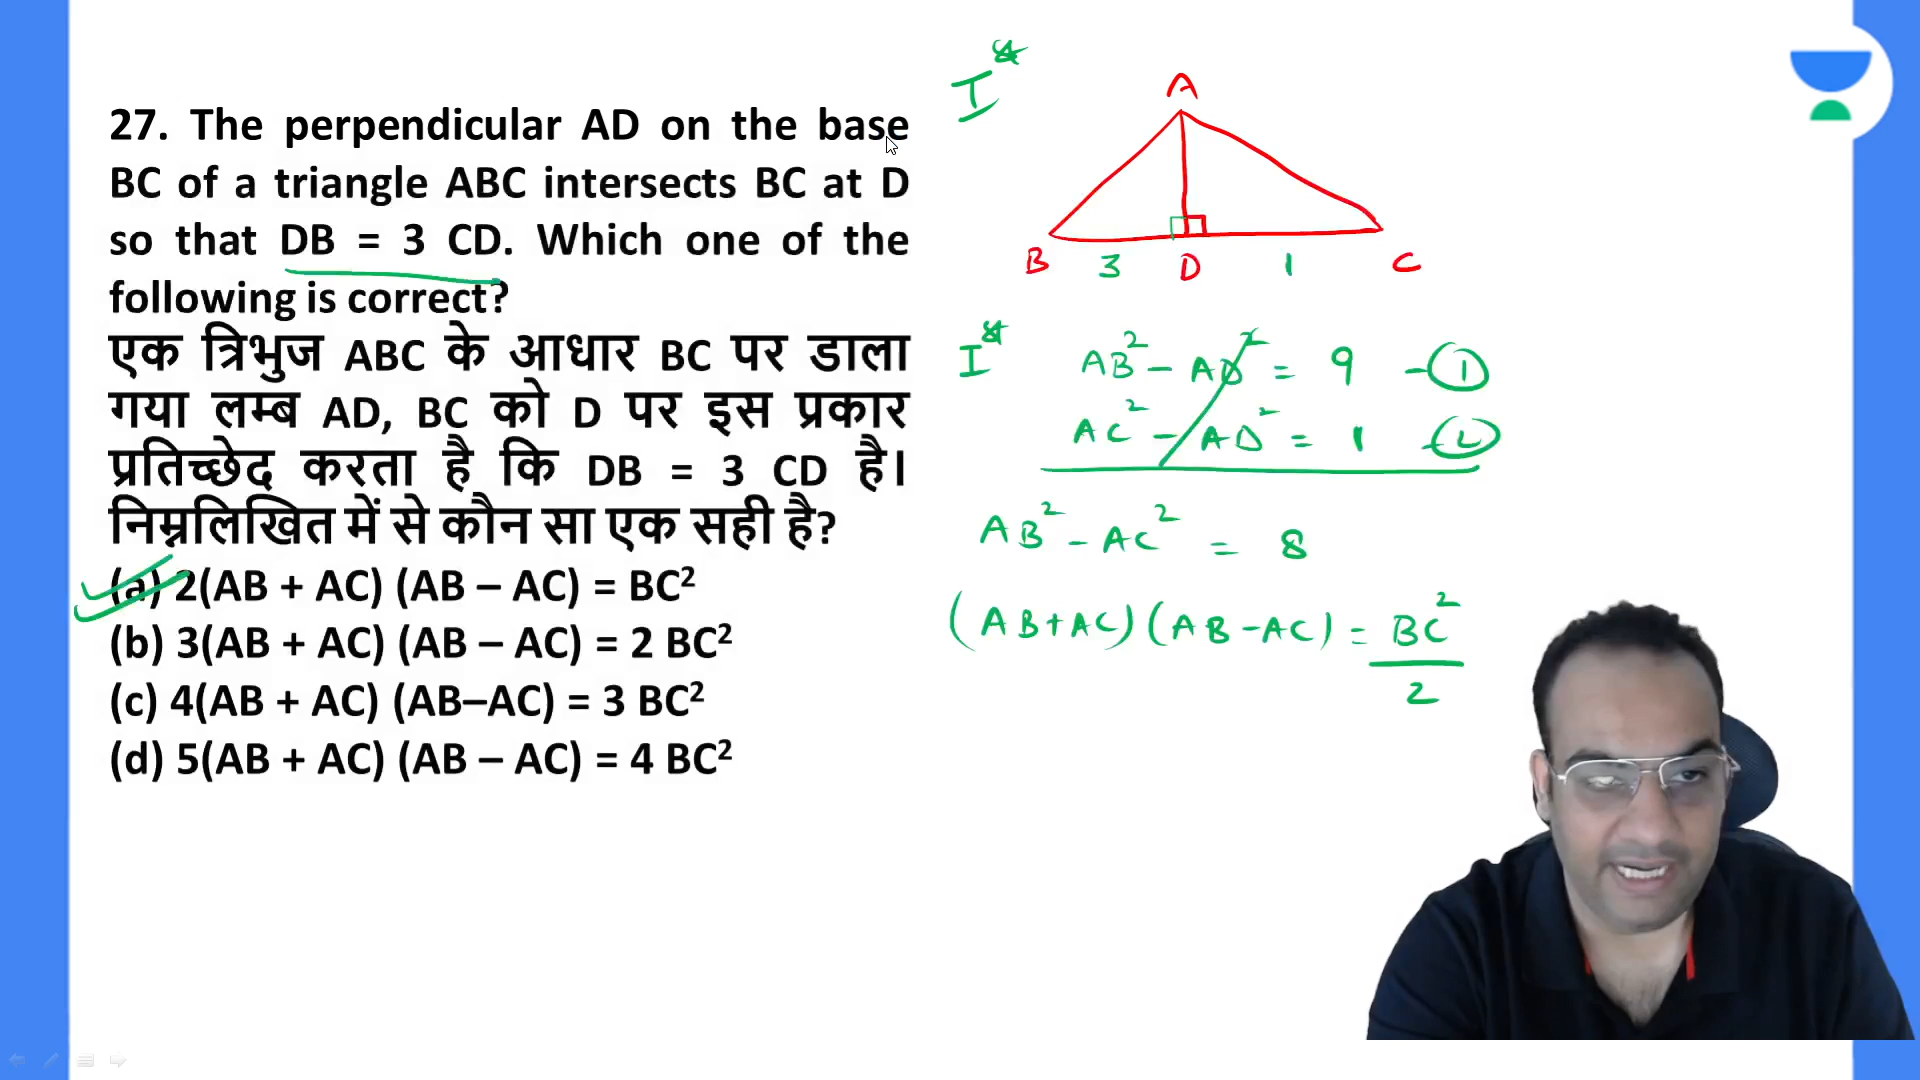 27. The perpendicular AD on the base
BC of a triangle ABC intersects BC at D
so that DB = 3 CD. Which one of the
following is correct?
एक त्रिभुज ABC के आधार BC पर डाला
गया लम्ब AD, BC को D पर इस प्रकार
प्रतिच्छेद करता है कि DB = 3 CD है।
निम्नलिखित में से कौन सा एक सही है?
(a) 2(AB + AC) (AB – AC) = BC²
(b) 3(AB + AC) (AB – AC) = 2 BC²
(c) 4(AB + AC) (AB–AC) = 3 BC²
(d) 5(AB + AC) (AB – AC) = 4 BC²
I*
A
B 3 D 1 C
I* AB² - AD² = 9 -①
AC² - AD² = 1 -②
AB² - AC² = 8
(AB+AC)(AB-AC) = BC²
2